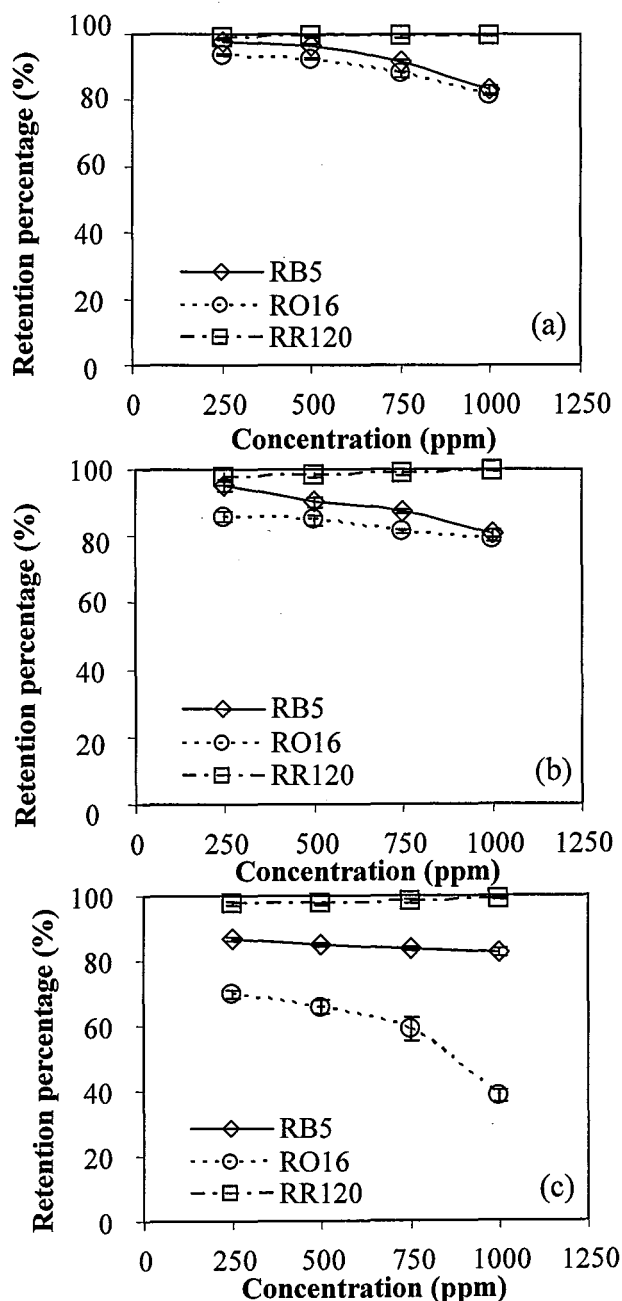 Retention percentage (%)
100
80
60
40
20
0
RB5
RO16
RR120
(a)
0 250 500 750 1000 1250
Concentration (ppm)
Retention percentage (%)
100
80
60
40
20
0
RB5
RO16
RR120
(b)
0 250 500 750 1000 1250
Concentration (ppm)
Retention percentage (%)
100
80
60
40
20
0
RB5
RO16
RR120
(c)
0 250 500 750 1000 1250
Concentration (ppm)